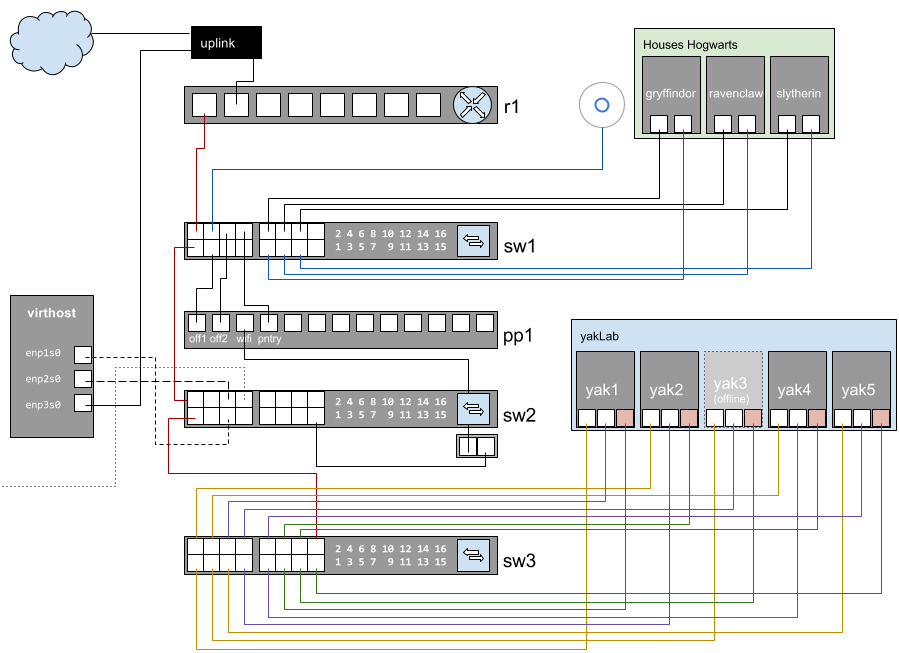 uplink
Houses Hogwarts
gryffindor
ravenclaw
slytherin
r1
2 4 6 8 10 12 14 16
1 3 5 7 9 11 13 15
sw1
virthost
enp1s0
enp2s0
enp3s0
off1 off2 wifi pntry
pp1
yakLab
yak1
yak2
yak3
(offline)
yak4
yak5
2 4 6 8 10 12 14 16
1 3 5 7 9 11 13 15
sw2
2 4 6 8 10 12 14 16
1 3 5 7 9 11 13 15
sw3